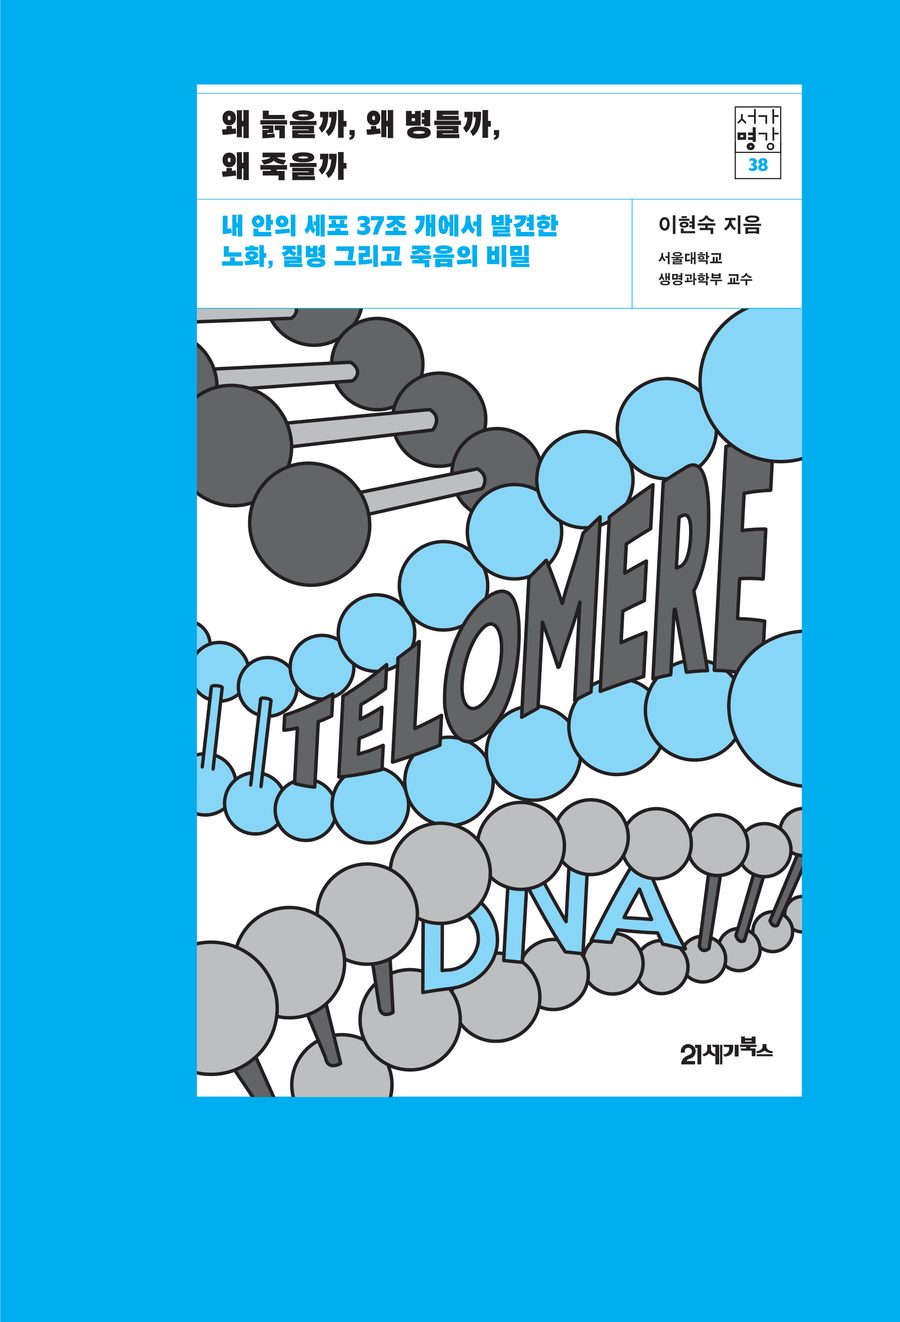 왜 늙을까, 왜 병들까,
왜 죽을까
서가
명강
38
내 안의 세포 37조 개에서 발견한
노화, 질병 그리고 죽음의 비밀
이현숙 지음
서울대학교
생명과학부 교수
TELOMERE
DNA
21세기북스